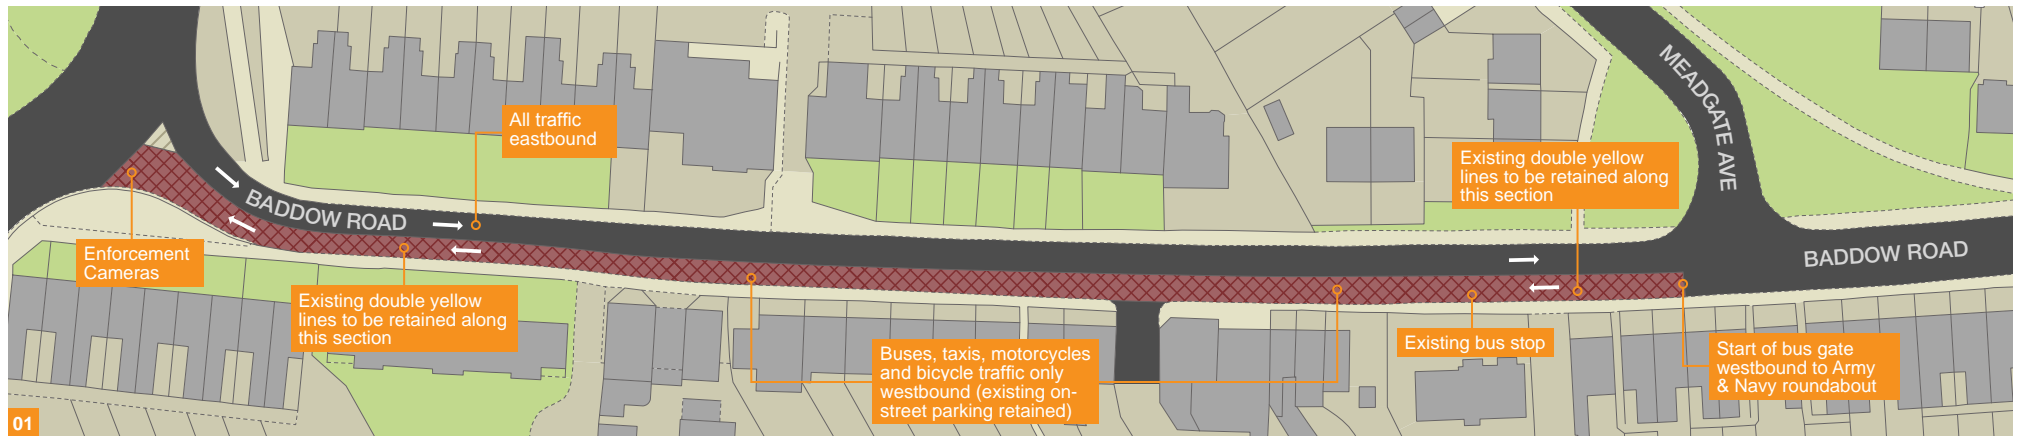 All traffic
eastbound
MEADGATE AVE
Existing double yellow
lines to be retained along
this section
BADDOW ROAD
BADDOW ROAD
Enforcement
Cameras
Existing double yellow
lines to be retained along
this section
Buses, taxis, motorcycles
and bicycle traffic only
westbound (existing on-
street parking retained)
Existing bus stop
Start of bus gate
westbound to Army
& Navy roundabout
01